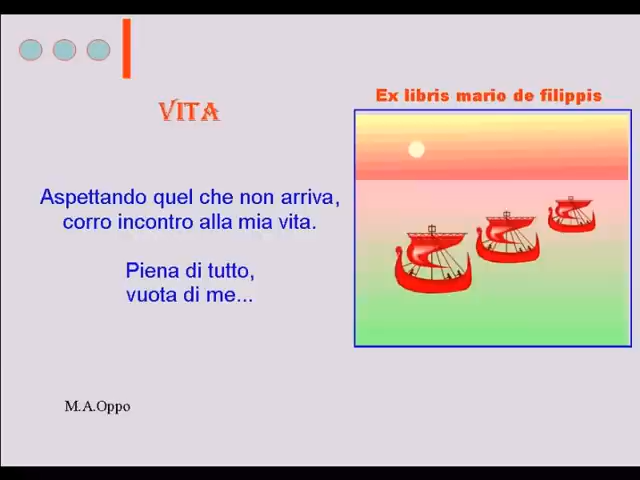 VITA
Aspettando quel che non arriva,
corro incontro alla mia vita.
Piena di tutto,
vuota di me...
M.A.Oppo
Ex libris mario de filippis